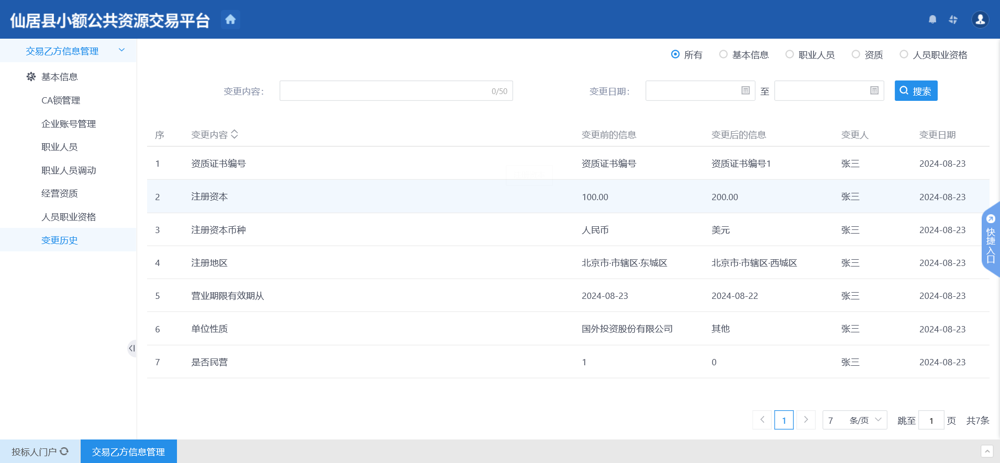 仙居县小额公共资源交易平台
交易乙方信息管理
基本信息
CA锁管理
企业账号管理
职业人员
职业人员调动
经营资质
人员职业资格
变更历史
所有 基本信息 职业人员 资质 人员职业资格
变更内容： 0/50 变更日期： 至 搜索
序 变更内容 变更前的信息 变更后的信息 变更人 变更日期
1 资质证书编号 资质证书编号 资质证书编号1 张三 2024-08-23
2 注册资本 100.00 200.00 张三 2024-08-23
3 注册资本币种 人民币 美元 张三 2024-08-23
4 注册地区 北京市·市辖区·东城区 北京市·市辖区·西城区 张三 2024-08-23
5 营业期限有效期从 2024-08-23 2024-08-22 张三 2024-08-23
6 单位性质 国外投资股份有限公司 其他 张三 2024-08-23
7 是否民营 1 0 张三 2024-08-23
快捷入口
1 7 条/页 跳至 1 页 共7条
投标人门户 交易乙方信息管理